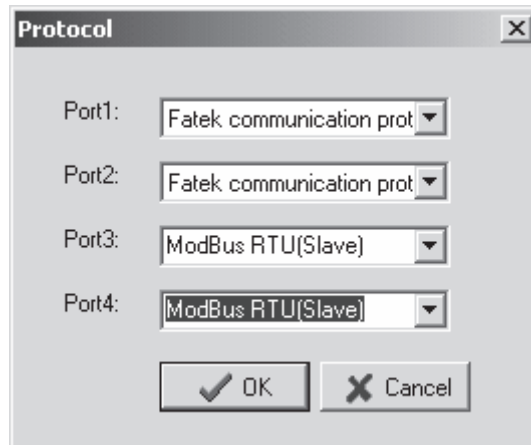 Protocol
Port1: Fatek communication prot
Port2: Fatek communication prot
Port3: ModBus RTU(Slave)
Port4: ModBus RTU(Slave)
OK Cancel